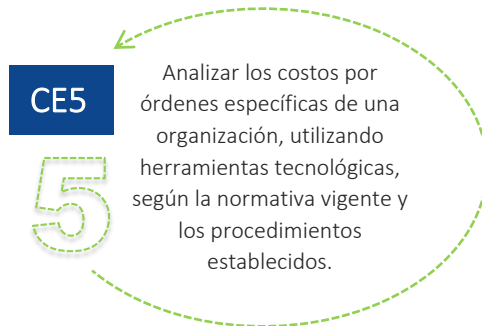 CE5
5
Analizar los costos por
órdenes específicas de una
organización, utilizando
herramientas tecnológicas,
según la normativa vigente y
los procedimientos
establecidos.